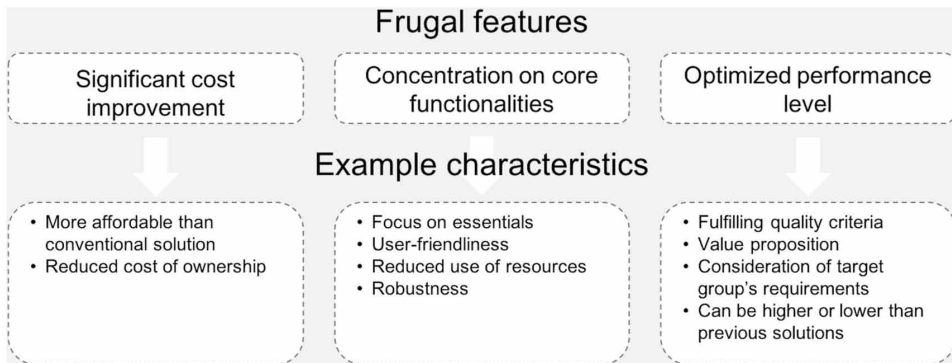 Frugal features
Significant cost
improvement
Concentration on core
functionalities
Optimized performance
level
Example characteristics
• More affordable than
conventional solution
• Reduced cost of ownership
• Focus on essentials
• User-friendliness
• Reduced use of resources
• Robustness
• Fulfilling quality criteria
• Value proposition
• Consideration of target
group's requirements
• Can be higher or lower than
previous solutions